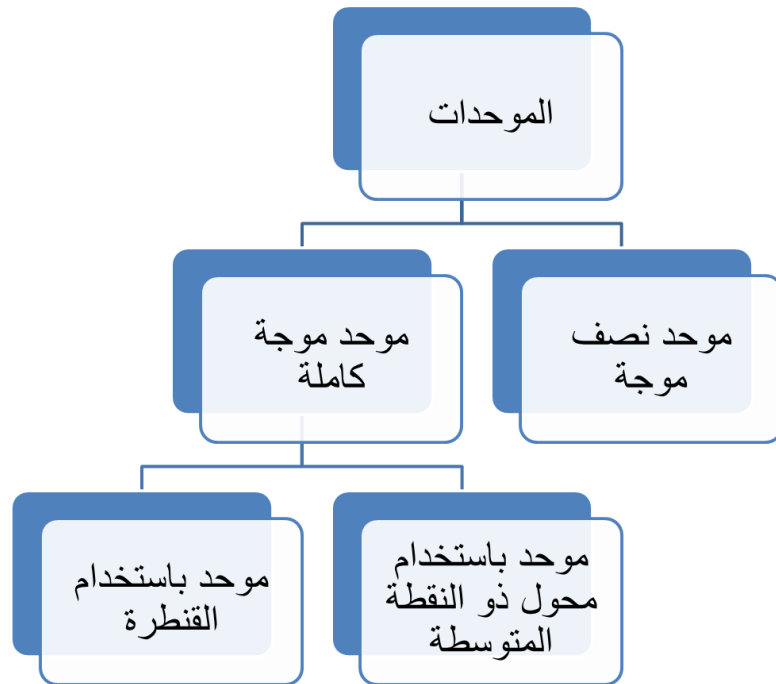 الموحدات
موحد نصف
موجة
موحد موجة
كاملة
موحد باستخدام
محول ذو النقطة
المتوسطة
موحد باستخدام
القنطرة